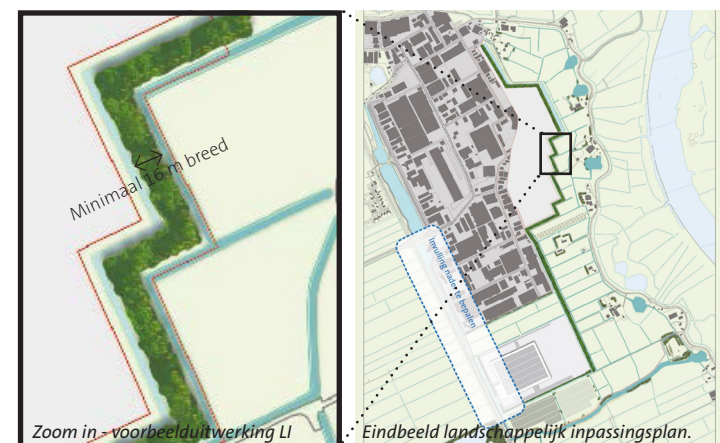 Minimaal 16 m breed
Zoom in - voorbeelduitwerking LI
Invulling nader te bepalen
Eindbeeld landschappelijk inpassingsplan.